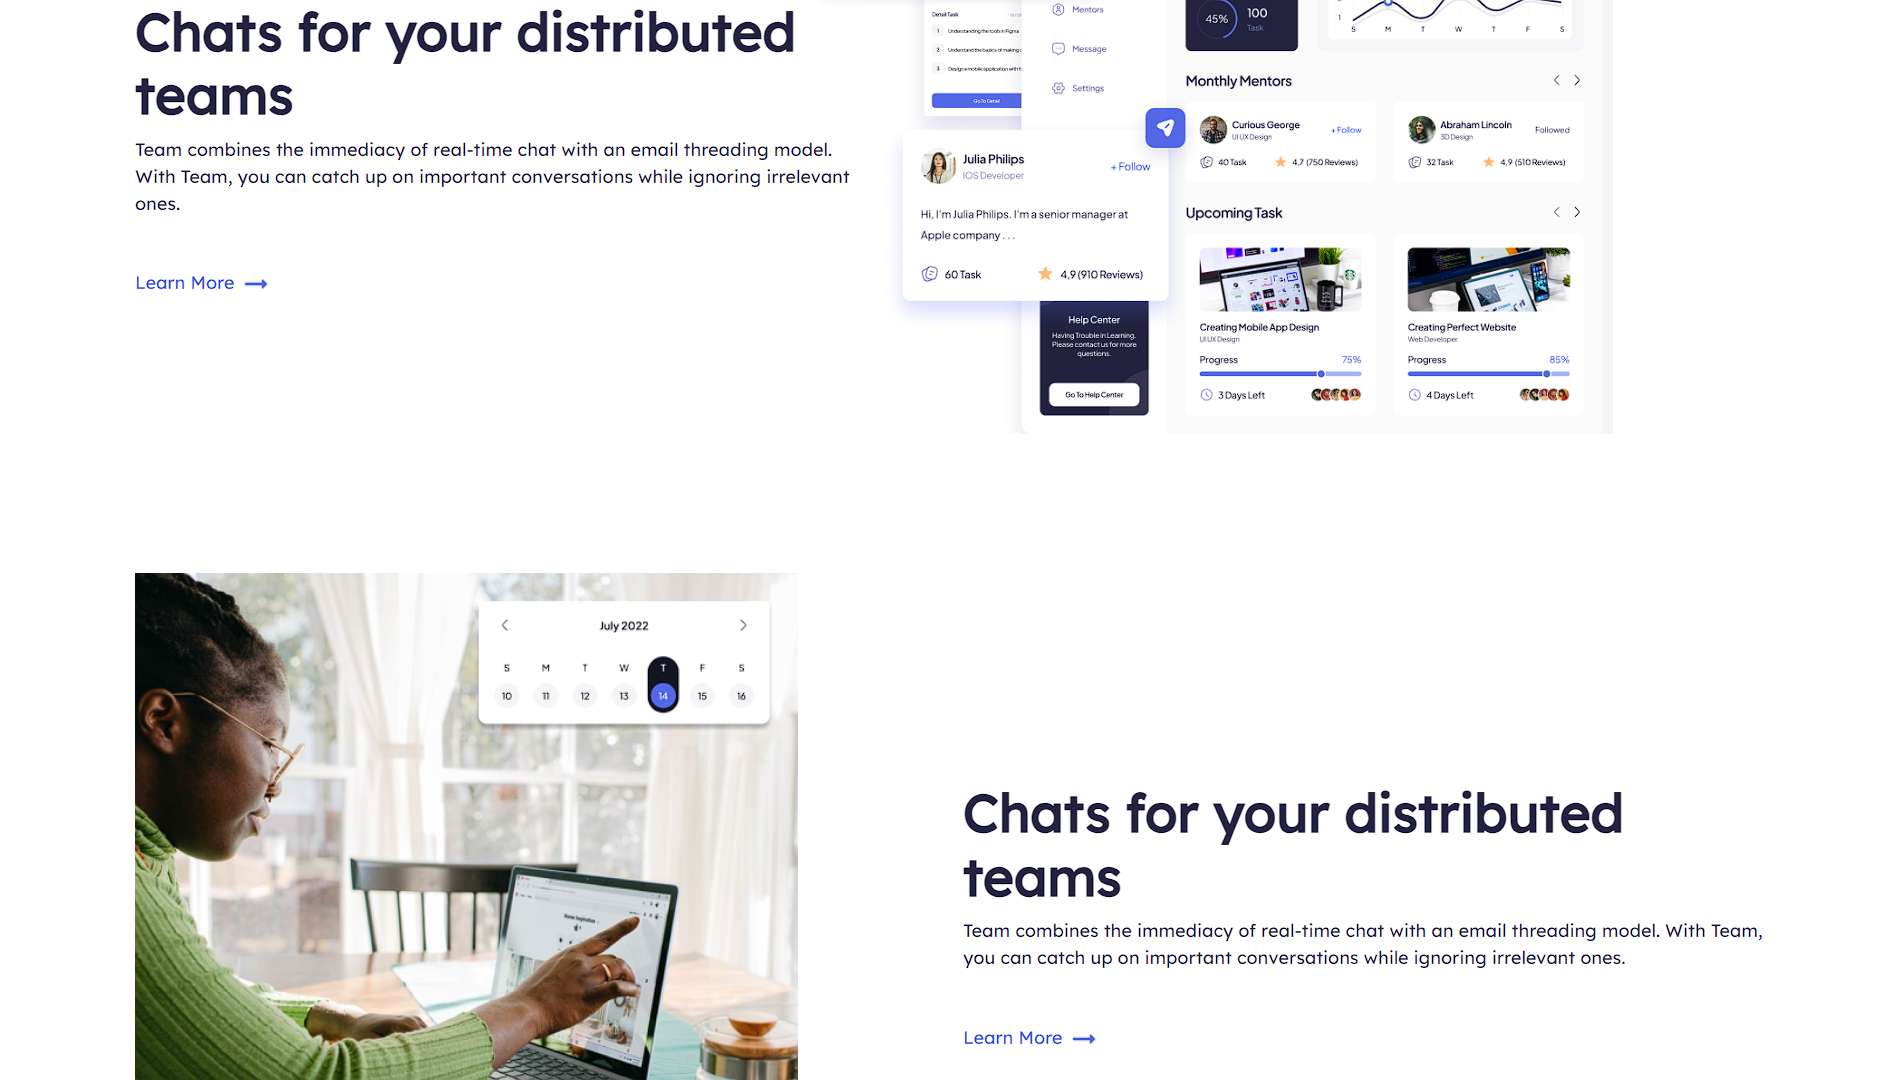 Chats for your distributed
teams
Team combines the immediacy of real-time chat with an email threading model.
With Team, you can catch up on important conversations while ignoring irrelevant
ones.
Learn More
Detail Task
1 Understanding the tools in Figma
2 Understand the basics of making
3 Design a mobile application with
Go To Detail
Mentors
Message
Settings
45%
100
Task
1
S M T W T F S
Monthly Mentors
Curious George
UI UX Design
+ Follow
40 Task
4,7 (750 Reviews)
Abraham Lincoln
3D Design
Followed
32 Task
4,9 (510 Reviews)
Julia Philips
IOS Developer
+ Follow
Hi, I'm Julia Philips. I'm a senior manager at
Apple company . . .
60 Task
4,9 (910 Reviews)
Upcoming Task
Creating Mobile App Design
UI UX Design
Progress 75%
3 Days Left
Creating Perfect Website
Web Developer
Progress 85%
4 Days Left
Help Center
Having Trouble in Learning.
Please contact us for more
questions.
Go To Help Center
July 2022
S M T W T F S
10 11 12 13 14 15 16
Home Inspiration
Chats for your distributed
teams
Team combines the immediacy of real-time chat with an email threading model. With Team,
you can catch up on important conversations while ignoring irrelevant ones.
Learn More